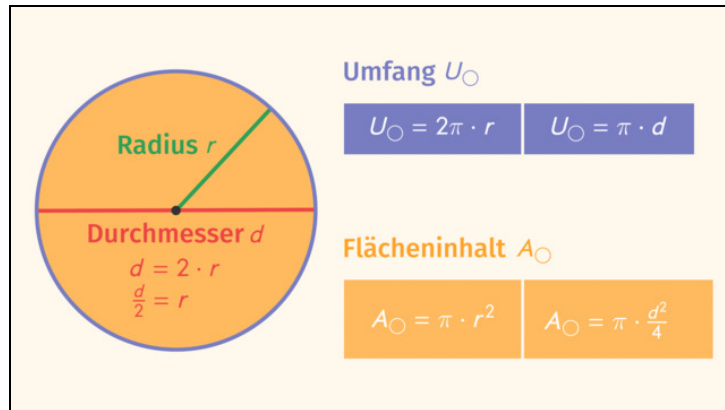 Umfang U○
U○ = 2π · r
U○ = π · d
Radius r
Durchmesser d
d = 2 · r
d/2 = r
Flächeninhalt A○
A○ = π · r²
A○ = π · d²/4